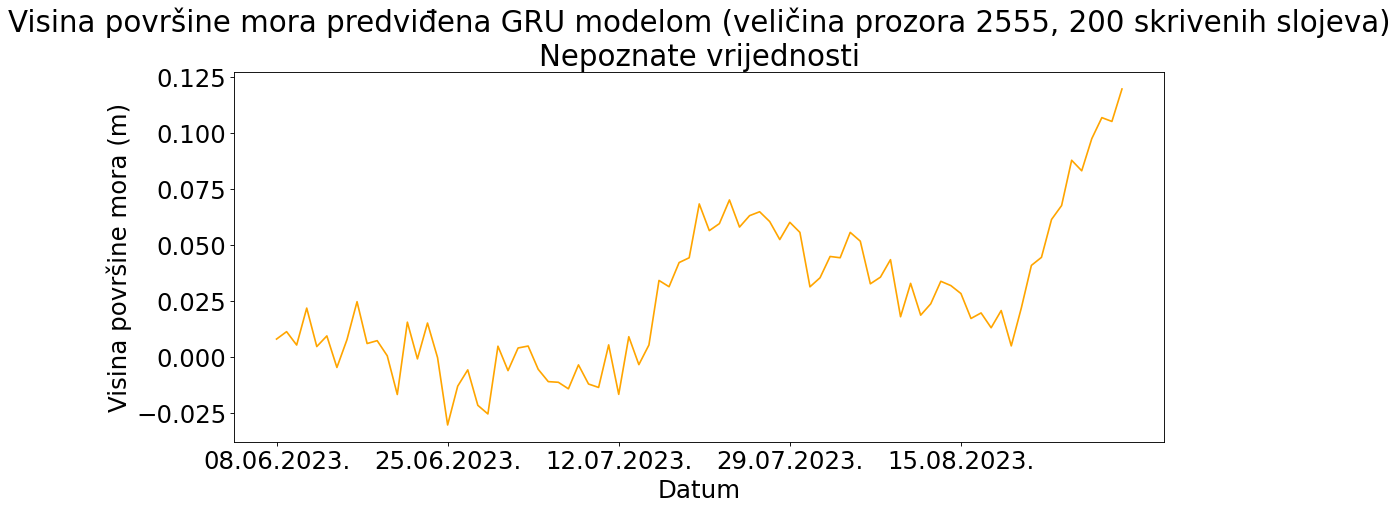 Visina površine mora predviđena GRU modelom (veličina prozora 2555, 200 skrivenih slojeva)
Nepoznate vrijednosti
Visina površine mora (m)
0.125
0.100
0.075
0.050
0.025
0.000
−0.025
08.06.2023. 25.06.2023. 12.07.2023. 29.07.2023. 15.08.2023.
Datum